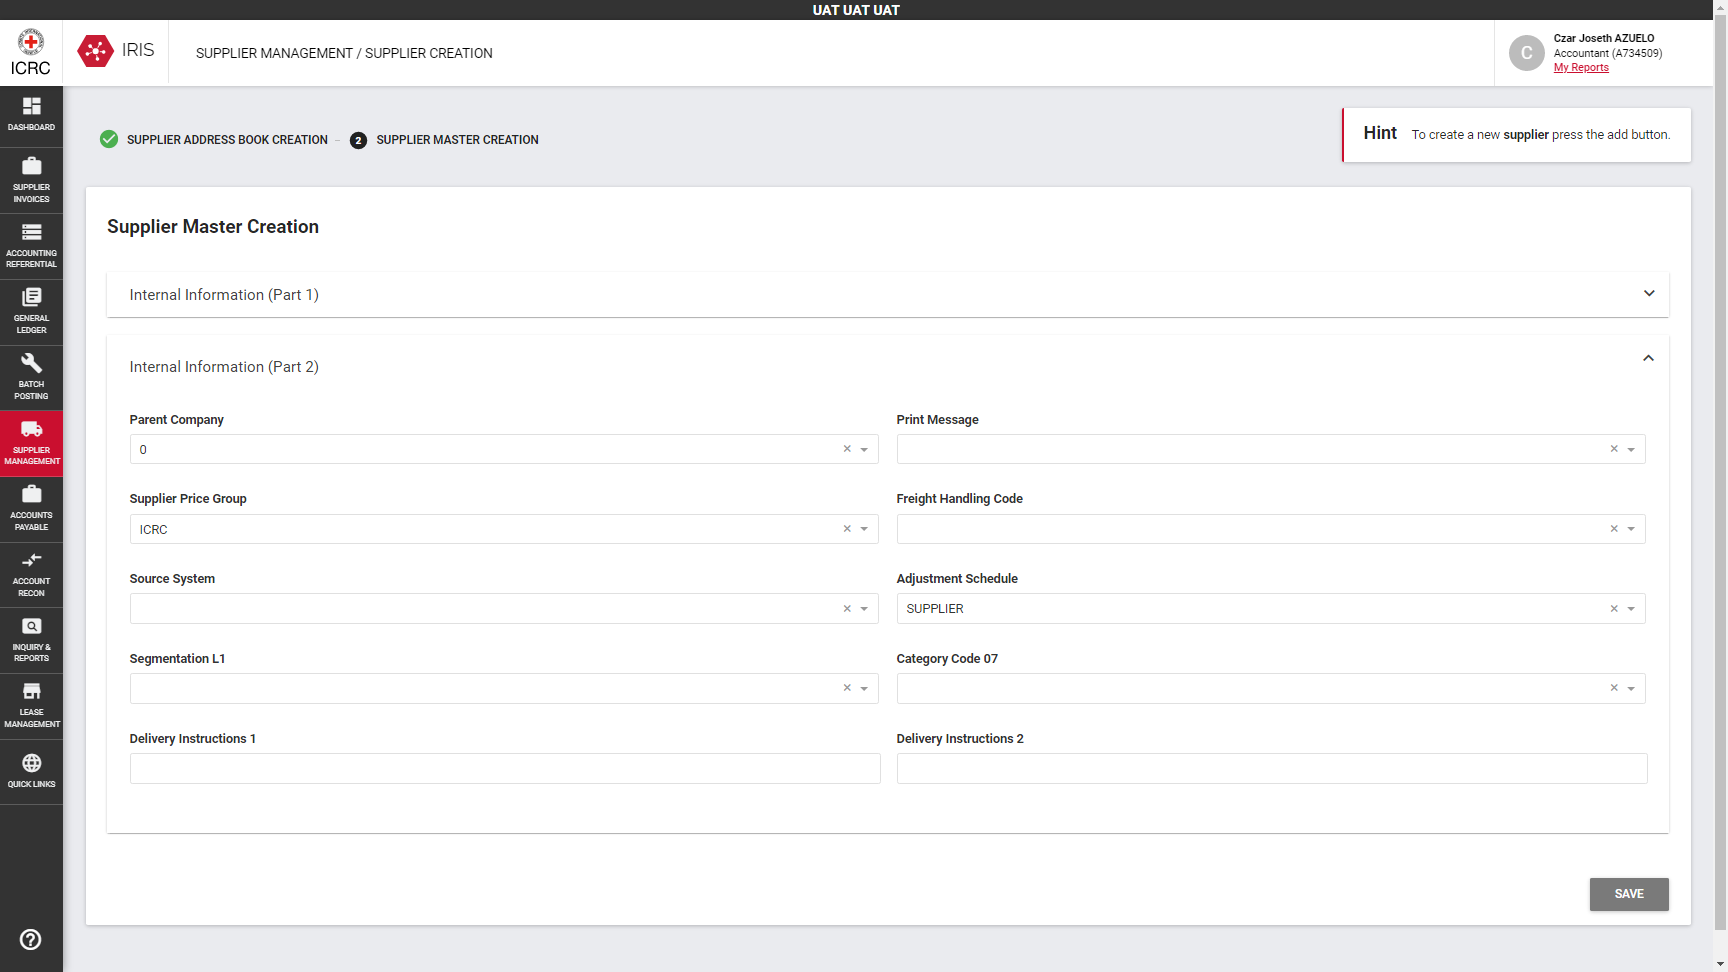 UAT UAT UAT
ICRC
IRIS
SUPPLIER MANAGEMENT / SUPPLIER CREATION
C
Czar Joseth AZUELO
Accountant (A734509)
My Reports
DASHBOARD
SUPPLIER
INVOICES
ACCOUNTING
REFERENTIAL
GENERAL
LEDGER
BATCH
POSTING
SUPPLIER
MANAGEMENT
ACCOUNTS
PAYABLE
ACCOUNT
RECON
INQUIRY &
REPORTS
LEASE
MANAGEMENT
QUICK LINKS
SUPPLIER ADDRESS BOOK CREATION
2 SUPPLIER MASTER CREATION
Hint To create a new supplier press the add button.
Supplier Master Creation
Internal Information (Part 1)
Internal Information (Part 2)
Parent Company
0
Print Message
Supplier Price Group
ICRC
Freight Handling Code
Source System
Adjustment Schedule
SUPPLIER
Segmentation L1
Category Code 07
Delivery Instructions 1
Delivery Instructions 2
SAVE